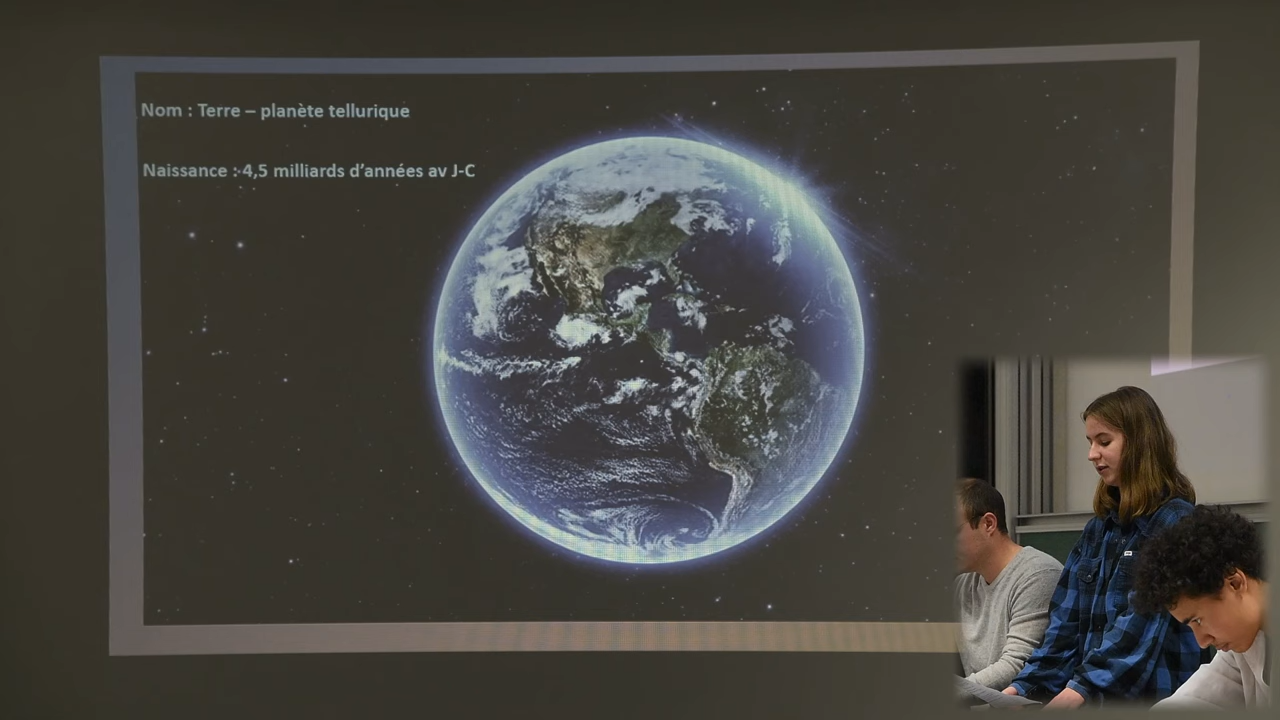 Nom : Terre – planète tellurique
Naissance : 4,5 milliards d'années av J-C